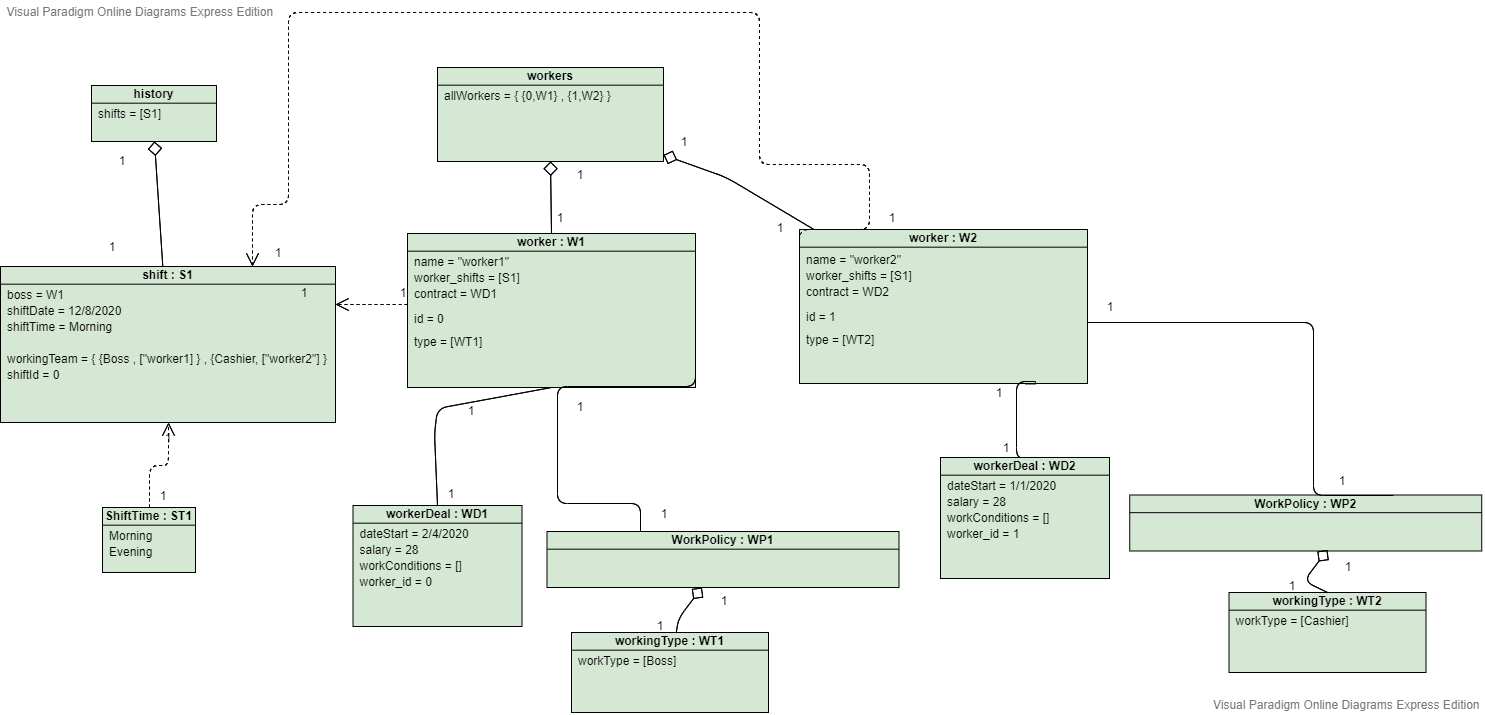 Visual Paradigm Online Diagrams Express Edition
history
shifts = [S1]
1
1
workers
allWorkers = { {0,W1} , {1,W2} }
1
1
1
1
1
shift : S1
boss = W1
shiftDate = 12/8/2020
shiftTime = Morning
workingTeam = { {Boss , ["worker1] } , {Cashier, ["worker2"] }
shiftId = 0
1
1
1
worker : W1
name = "worker1"
worker_shifts = [S1]
contract = WD1
id = 0
type = [WT1]
worker : W2
name = "worker2"
worker_shifts = [S1]
contract = WD2
id = 1
type = [WT2]
1
1
1
1
1
1
ShiftTime : ST1
Morning
Evening
1
workerDeal : WD1
dateStart = 2/4/2020
salary = 28
workConditions = []
worker_id = 0
1
WorkPolicy : WP1
1
1
workingType : WT1
workType = [Boss]
1
workerDeal : WD2
dateStart = 1/1/2020
salary = 28
workConditions = []
worker_id = 1
1
WorkPolicy : WP2
1
1
workingType : WT2
workType = [Cashier]
Visual Paradigm Online Diagrams Express Edition